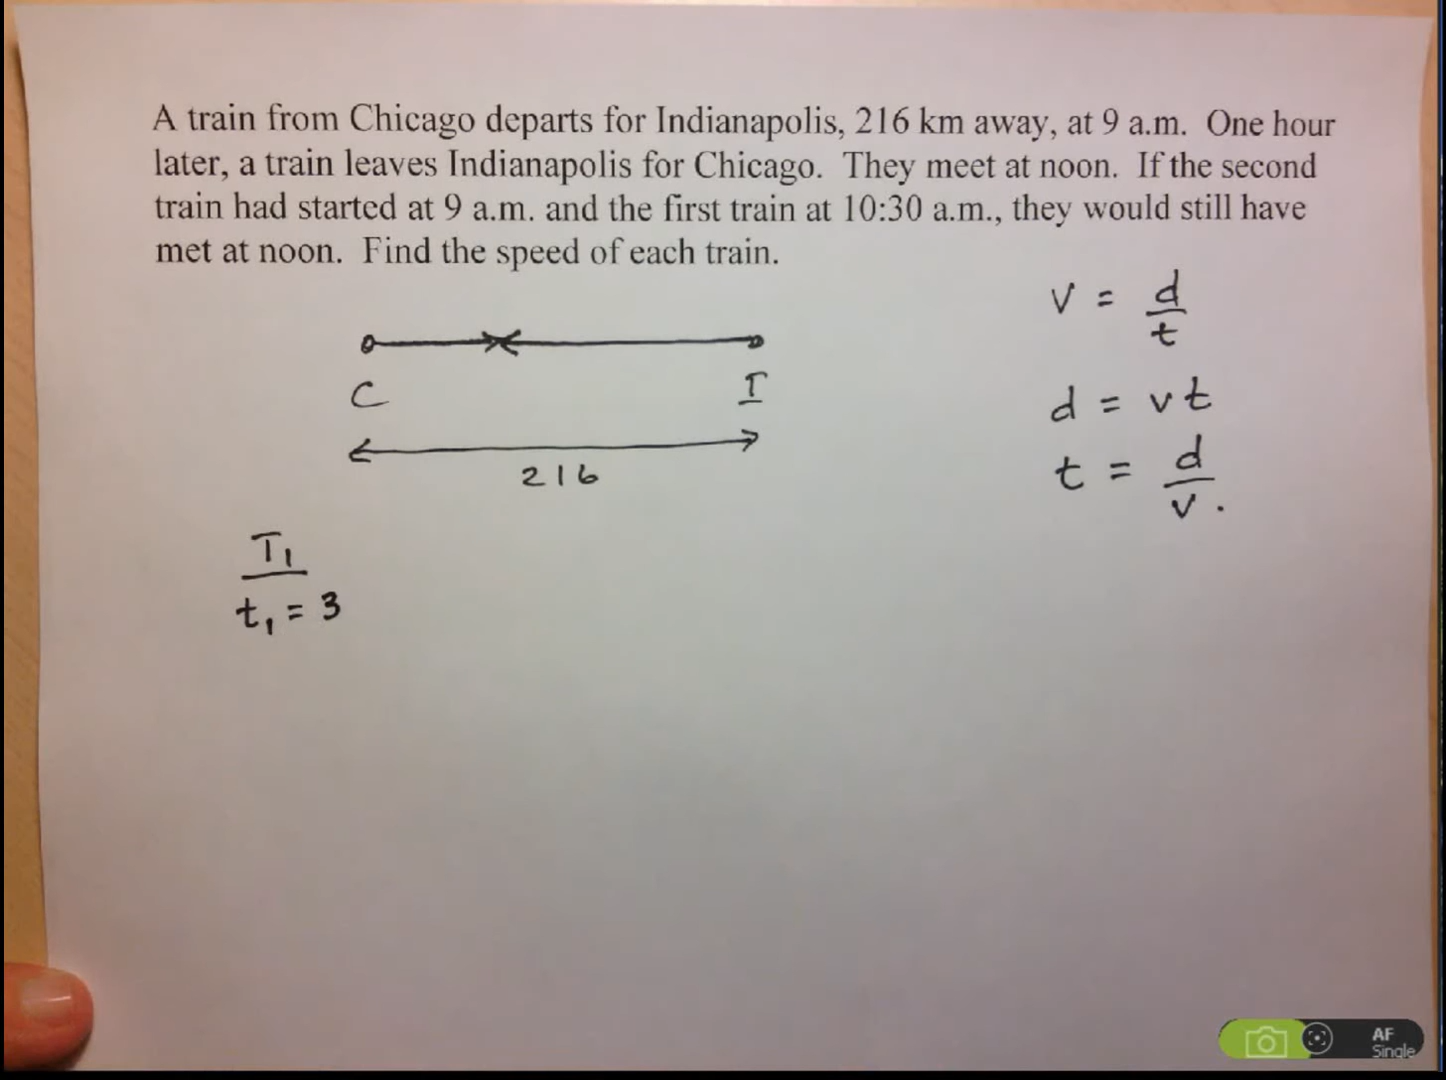 A train from Chicago departs for Indianapolis, 216 km away, at 9 a.m. One hour
later, a train leaves Indianapolis for Chicago. They meet at noon. If the second
train had started at 9 a.m. and the first train at 10:30 a.m., they would still have
met at noon. Find the speed of each train.
v = d/t
C I
d = vt
216
t = d/v.
T₁
t₁ = 3
AF
Single